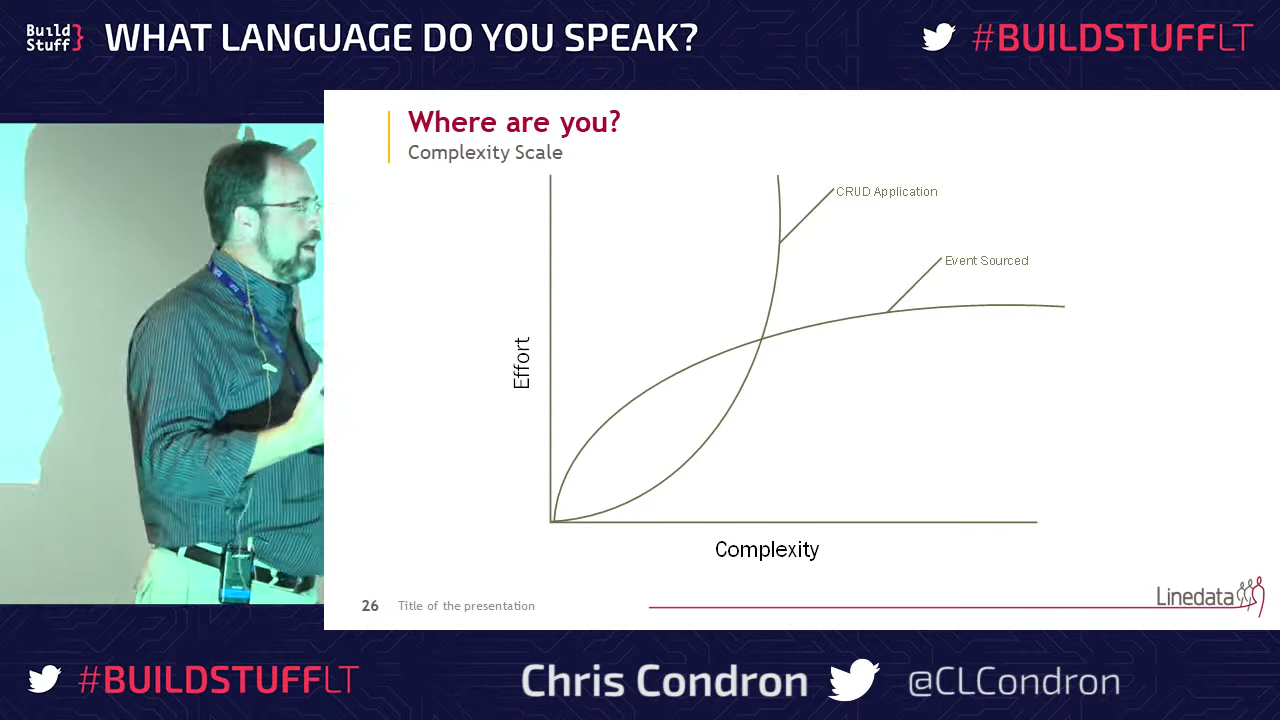 Build
Stuff}
WHAT LANGUAGE DO YOU SPEAK?
#BUILDSTUFFLT
Where are you?
Complexity Scale
CRUD Application
Event Sourced
Effort
Complexity
26
Title of the presentation
Linedata
#BUILDSTUFFLT
Chris Condron
@CLCondron